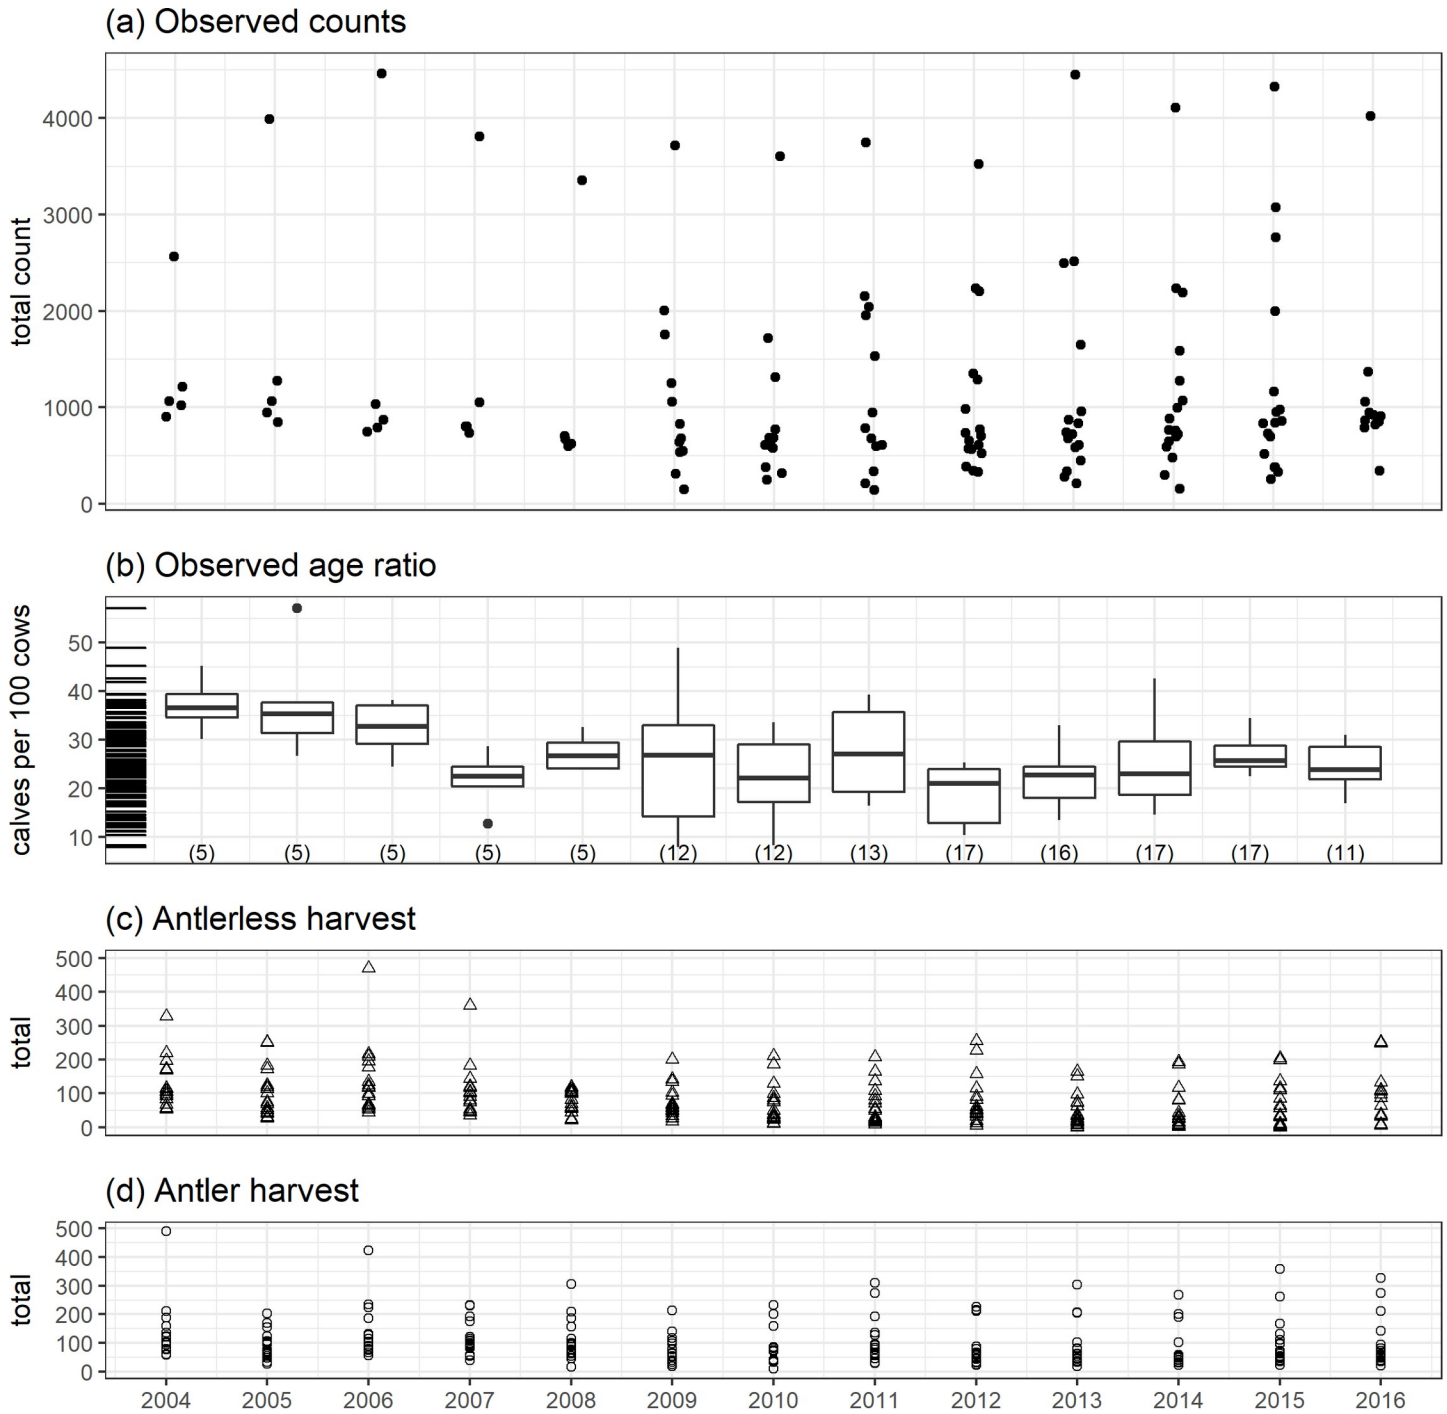 (a) Observed counts
total count
4000
3000
2000
1000
0
(b) Observed age ratio
calves per 100 cows
50
40
30
20
10
(5) (5) (5) (5) (5) (12) (12) (13) (17) (16) (17) (17) (11)
(c) Antlerless harvest
total
500
400
300
200
100
0
(d) Antler harvest
total
500
400
300
200
100
0
2004 2005 2006 2007 2008 2009 2010 2011 2012 2013 2014 2015 2016